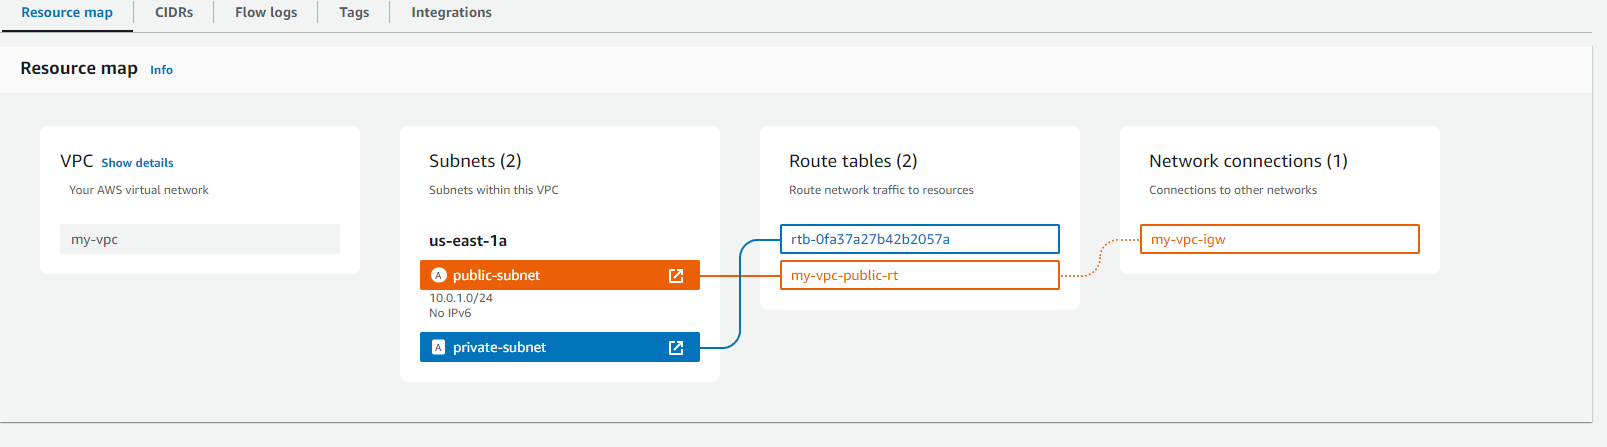 Resource map
CIDRs
Flow logs
Tags
Integrations
Resource map Info
VPC Show details
Your AWS virtual network
my-vpc
Subnets (2)
Subnets within this VPC
us-east-1a
A public-subnet
10.0.1.0/24
No IPv6
A private-subnet
Route tables (2)
Route network traffic to resources
rtb-0fa37a27b42b2057a
my-vpc-public-rt
Network connections (1)
Connections to other networks
my-vpc-igw